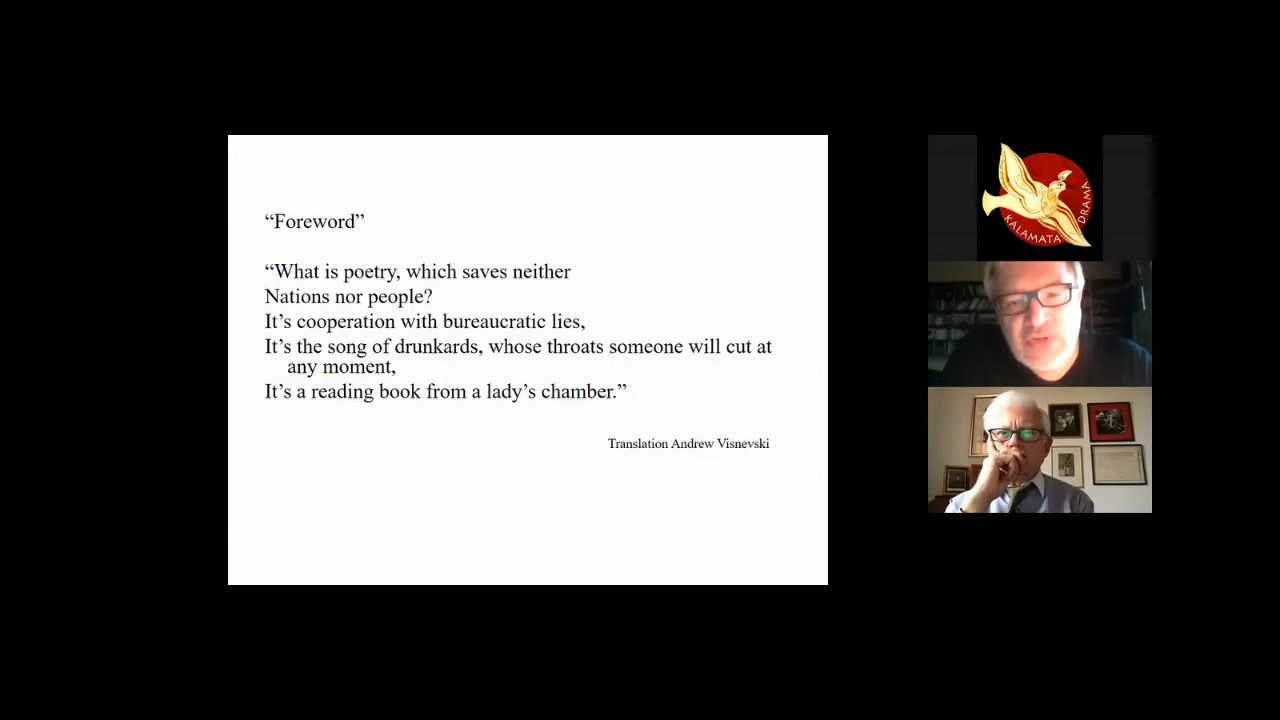 “Foreword”
“What is poetry, which saves neither
Nations nor people?
It’s cooperation with bureaucratic lies,
It’s the song of drunkards, whose throats someone will cut at
any moment,
It’s a reading book from a lady’s chamber.”
Translation Andrew Visnevski
KALAMATA DRAMA